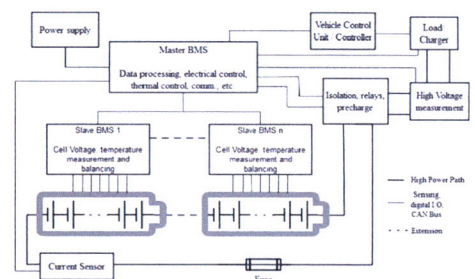 Power supply
Vehicle Control
Unit Controller
Load
Charger
Master BMS
Data processing, electrical control,
thermal control, comm., etc
Isolation, relays,
precharge
High Voltage
measurement
Slave BMS 1
Cell Voltage temperature
measurement and
balancing
Slave BMS n
Cell Voltage temperature
measurement and
balancing
High Power Path
Sensing,
digital I O,
CAN Bus
Extension
Current Sensor
Fuse